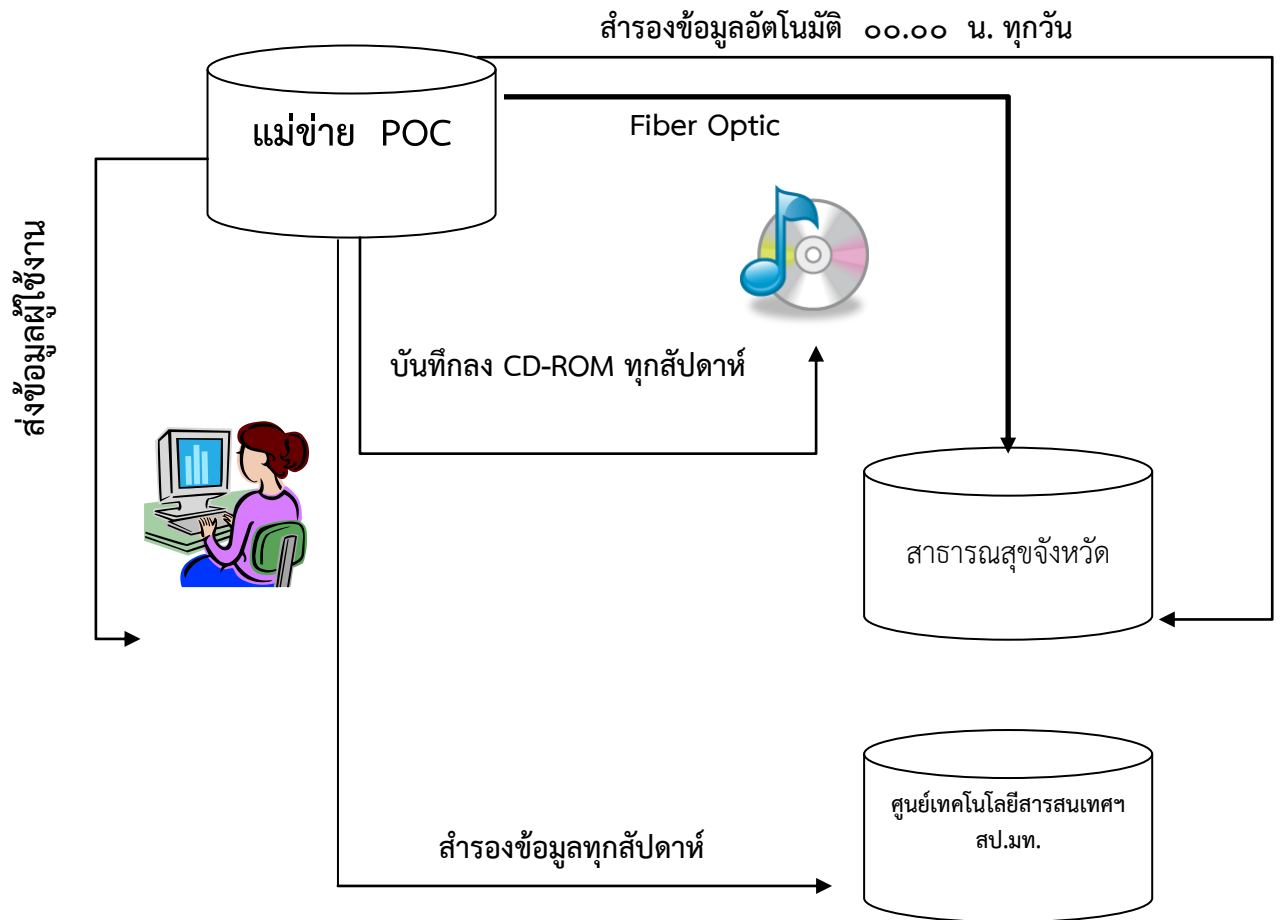 สำรองข้อมูลอัตโนมัติ ๐๐.๐๐ น. ทุกวัน
แม่ข่าย POC
Fiber Optic
ส่งข้อมูลผู้ใช้งาน
บันทึกลง CD-ROM ทุกสัปดาห์
สาธารณสุขจังหวัด
ศูนย์เทคโนโลยีสารสนเทศฯ
สป.มท.
สำรองข้อมูลทุกสัปดาห์